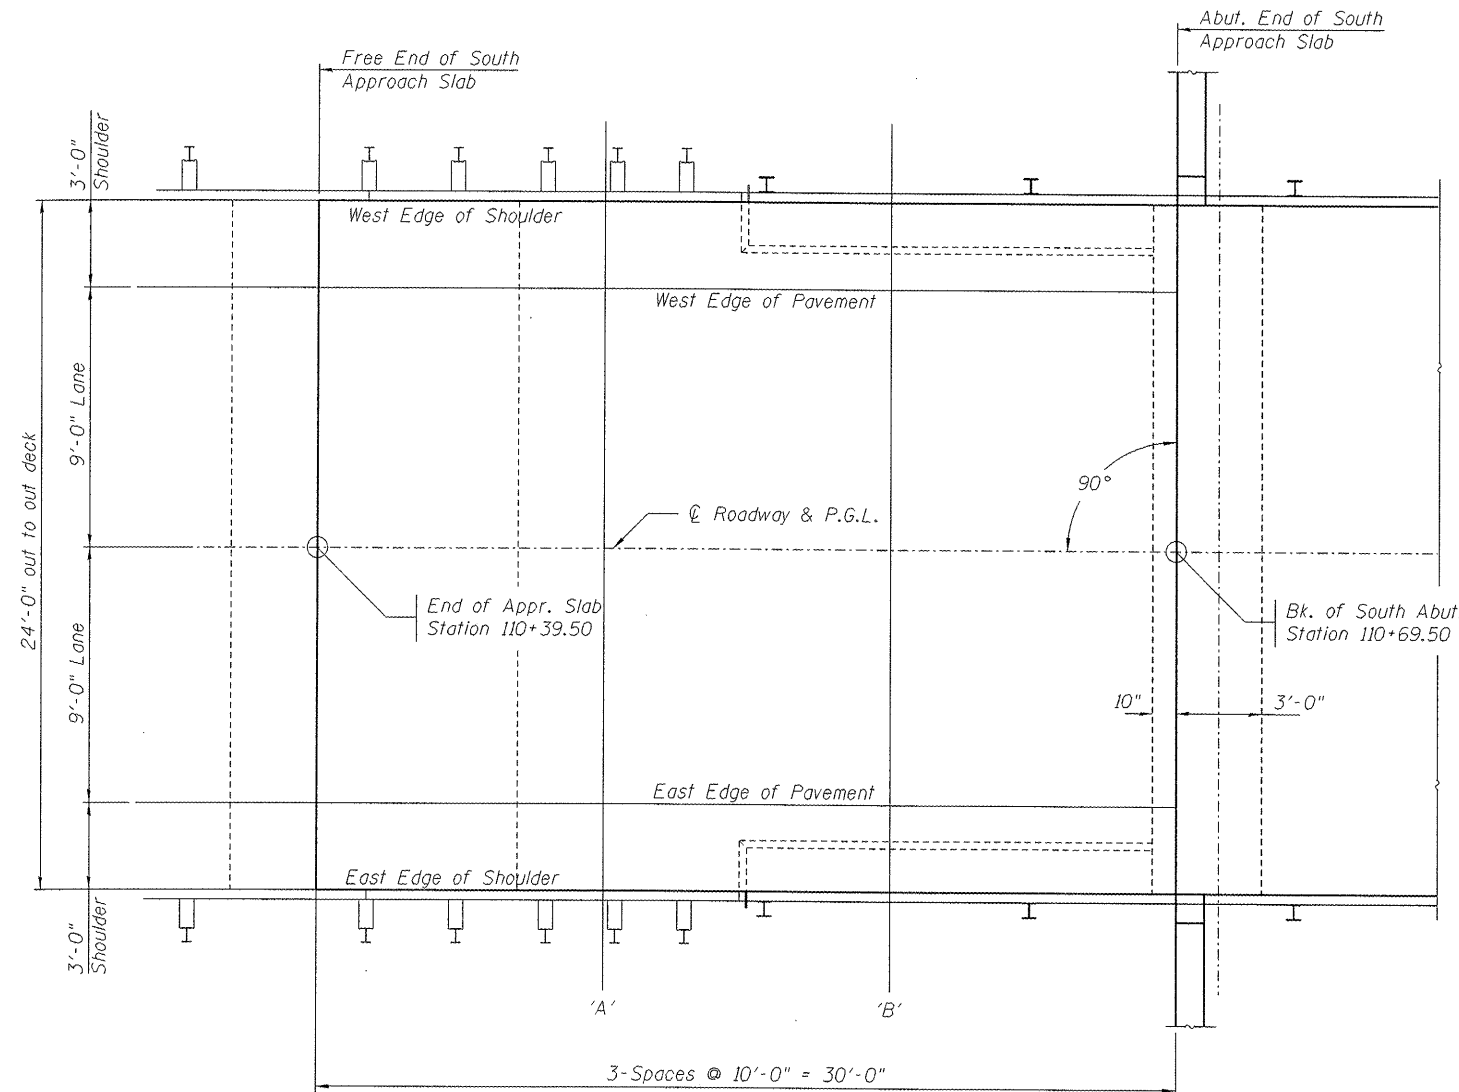 Abut. End of South
Approach Slab
Free End of South
Approach Slab
3'-0"
Shoulder
West Edge of Shoulder
West Edge of Pavement
9'-0" Lane
24'-0" out to out deck
90°
℄ Roadway & P.G.L.
End of Appr. Slab
Station 110+39.50
Bk. of South Abut.
Station 110+69.50
9'-0" Lane
10"
3'-0"
East Edge of Pavement
East Edge of Shoulder
3'-0"
Shoulder
'A'
'B'
3-Spaces @ 10'-0" = 30'-0"